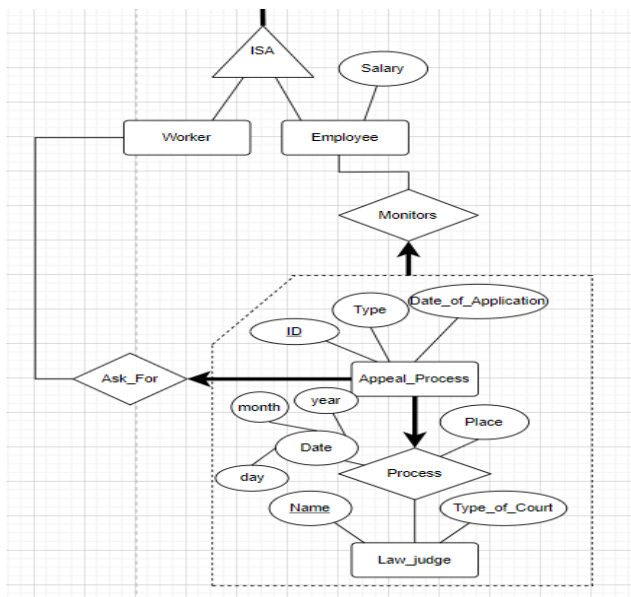 ISA
Salary
Worker
Employee
Monitors
Type
Date_of_Application
ID
Ask_For
Appeal_Process
month
year
Place
Date
Process
day
Name
Type_of_Court
Law_judge